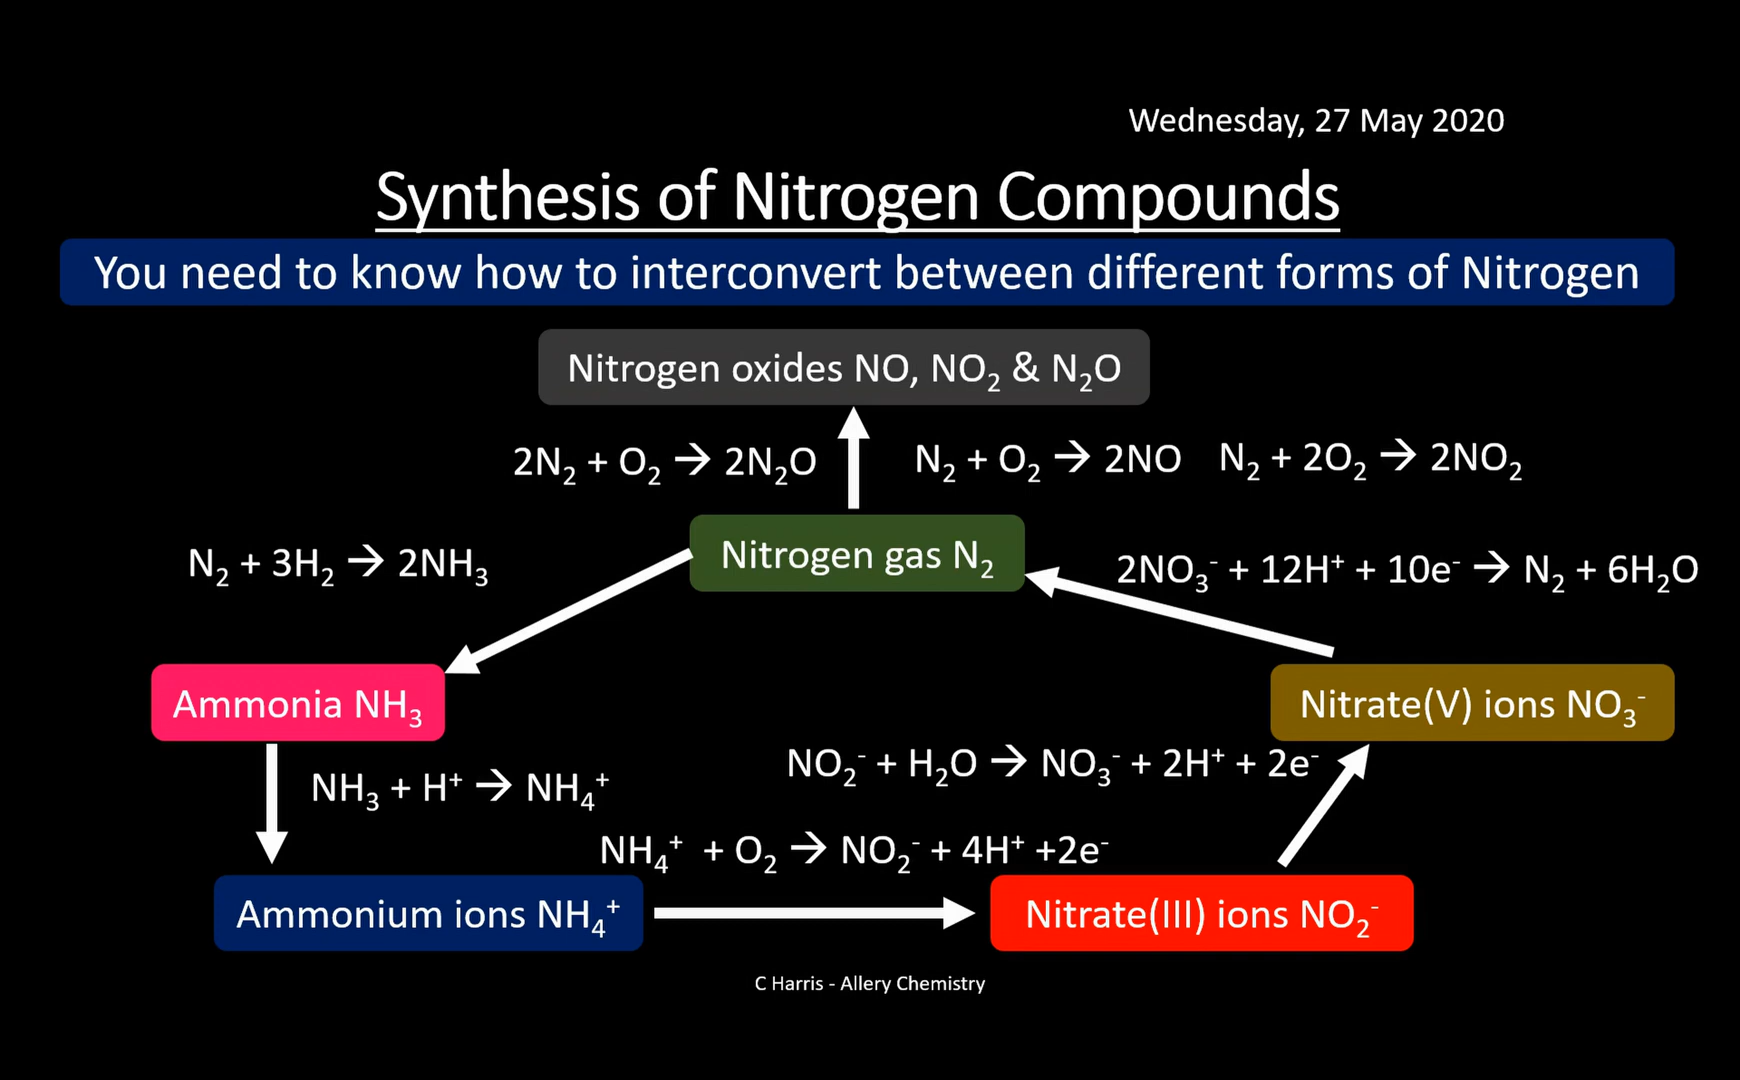 Wednesday, 27 May 2020
Synthesis of Nitrogen Compounds
You need to know how to interconvert between different forms of Nitrogen
Nitrogen oxides NO, NO₂ & N₂O
2N₂ + O₂ → 2N₂O
N₂ + O₂ → 2NO
N₂ + 2O₂ → 2NO₂
Nitrogen gas N₂
N₂ + 3H₂ → 2NH₃
2NO₃⁻ + 12H⁺ + 10e⁻ → N₂ + 6H₂O
Ammonia NH₃
Nitrate(V) ions NO₃⁻
NO₂⁻ + H₂O → NO₃⁻ + 2H⁺ + 2e⁻
NH₃ + H⁺ → NH₄⁺
NH₄⁺ + O₂ → NO₂⁻ + 4H⁺ +2e⁻
Ammonium ions NH₄⁺
Nitrate(III) ions NO₂⁻
C Harris - Allery Chemistry